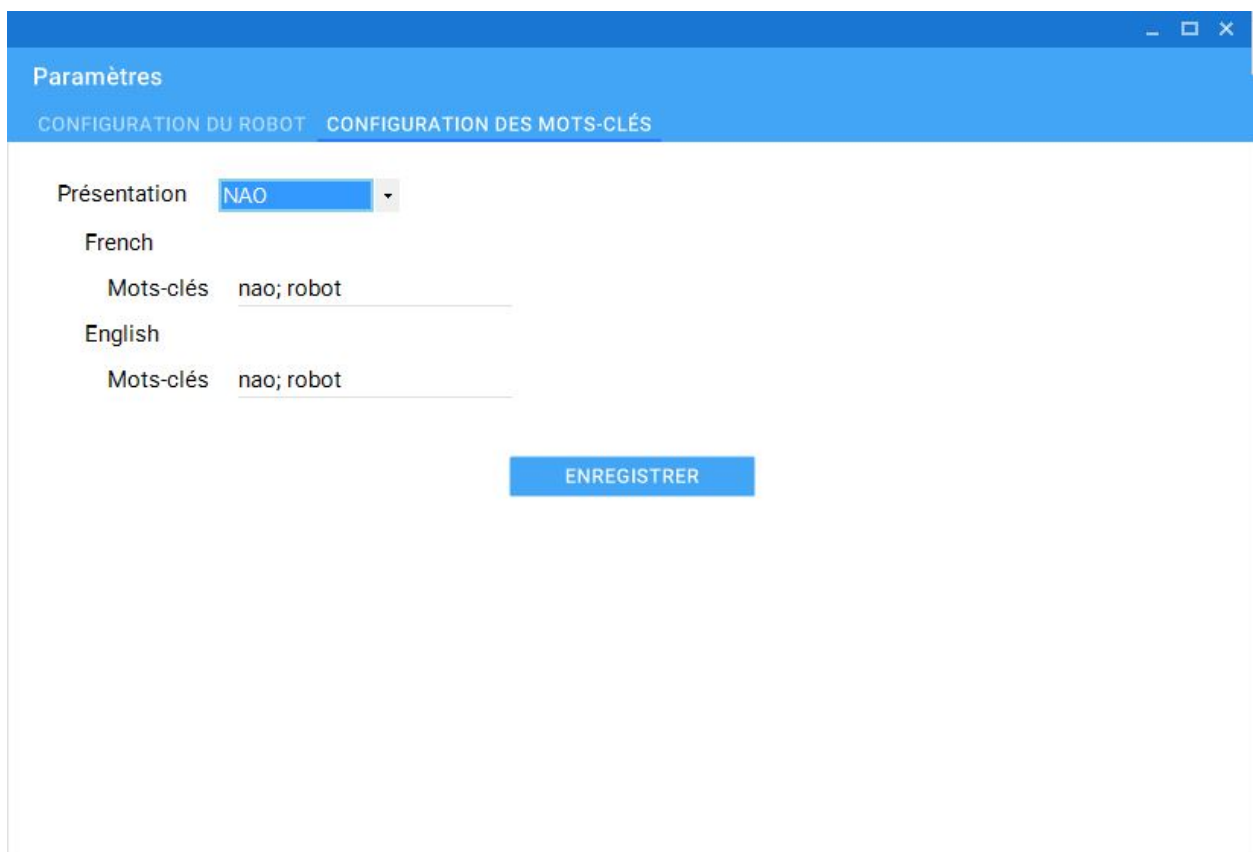 Paramètres
CONFIGURATION DU ROBOT CONFIGURATION DES MOTS-CLÉS
Présentation NAO
French
Mots-clés nao; robot
English
Mots-clés nao; robot
ENREGISTRER